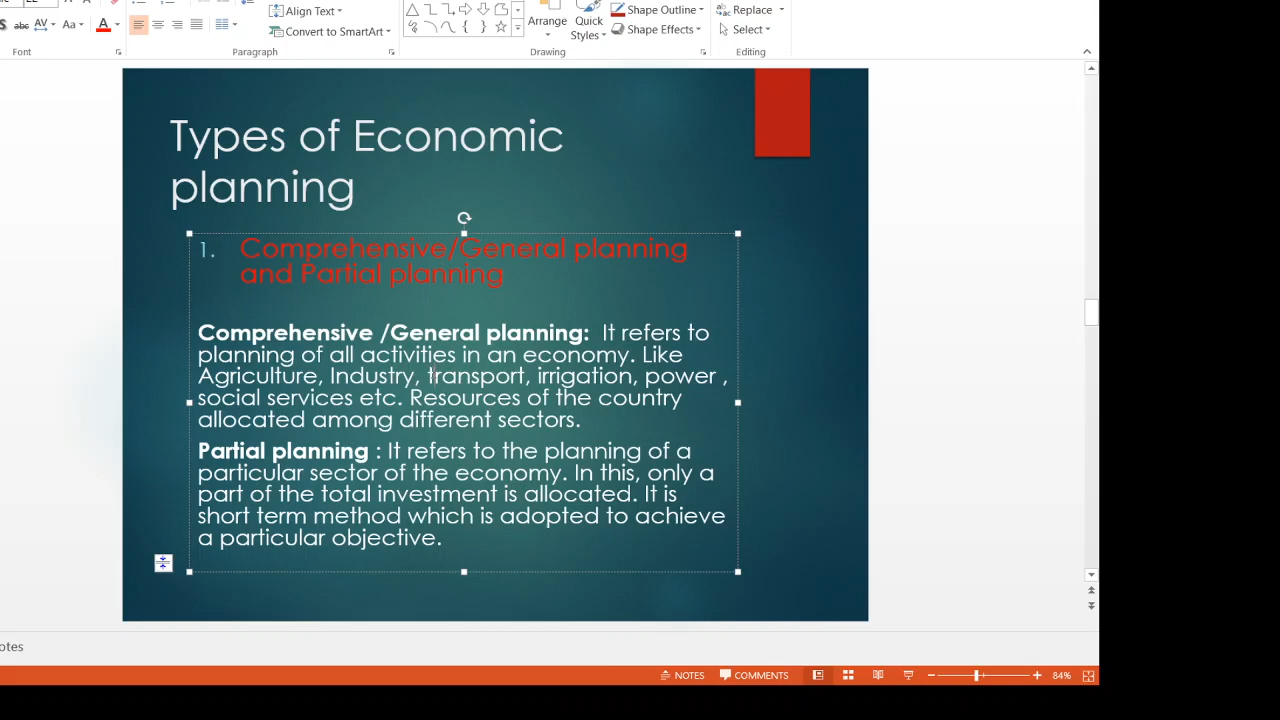 Align Text
Replace
Arrange
Quick
Styles
Shape Outline
Shape Effects
Convert to SmartArt
Select
abc
AV
Aa
A
Font
Paragraph
Drawing
Editing
Types of Economic
planning
1. Comprehensive/General planning
and Partial planning
Comprehensive /General planning: It refers to
planning of all activities in an economy. Like
Agriculture, Industry, transport, irrigation, power ,
social services etc. Resources of the country
allocated among different sectors.
Partial planning : It refers to the planning of a
particular sector of the economy. In this, only a
part of the total investment is allocated. It is
short term method which is adopted to achieve
a particular objective.
otes
NOTES
COMMENTS
84%